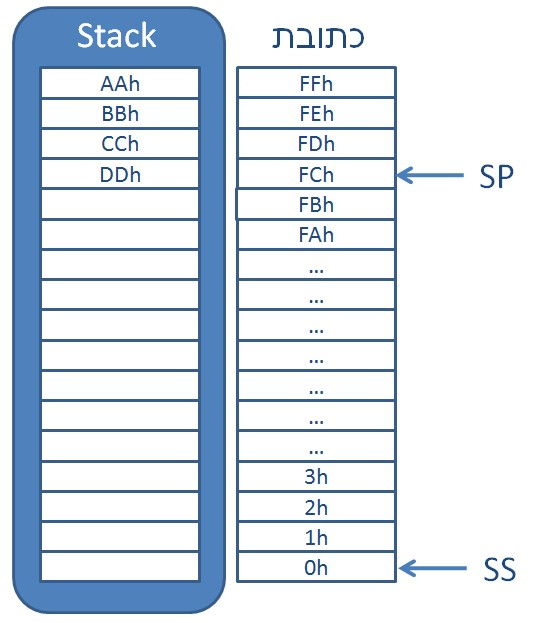 Stack כתובת
AAh FFh
BBh FEh
CCh FDh
DDh FCh SP
FBh
FAh
...
...
...
...
...
...
...
3h
2h
1h
0h SS